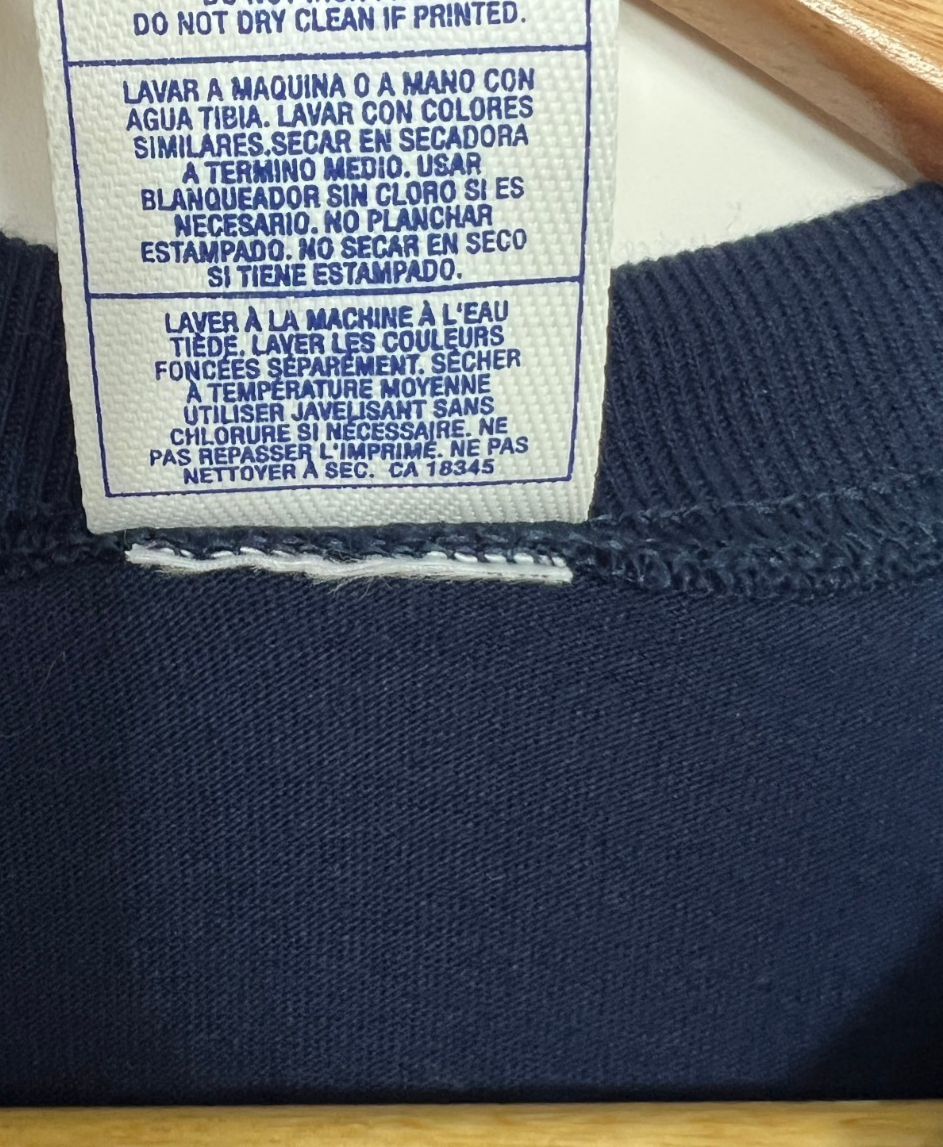 DO NOT DRY CLEAN IF PRINTED.
LAVAR A MAQUINA O A MANO CON
AGUA TIBIA. LAVAR CON COLORES
SIMILARES.SECAR EN SECADORA
A TERMINO MEDIO. USAR
BLANQUEADOR SIN CLORO SI ES
NECESARIO. NO PLANCHAR
ESTAMPADO. NO SECAR EN SECO
SI TIENE ESTAMPADO.
LAVER À LA MACHINE À L'EAU
TIÈDE. LAVER LES COULEURS
FONCÉES SÉPARÉMENT. SÉCHER
À TEMPÉRATURE MOYENNE
UTILISER JAVELISANT SANS
CHLORURE SI NÉCESSAIRE. NE
PAS REPASSER L'IMPRIMÉ. NE PAS
NETTOYER À SEC. CA 18345